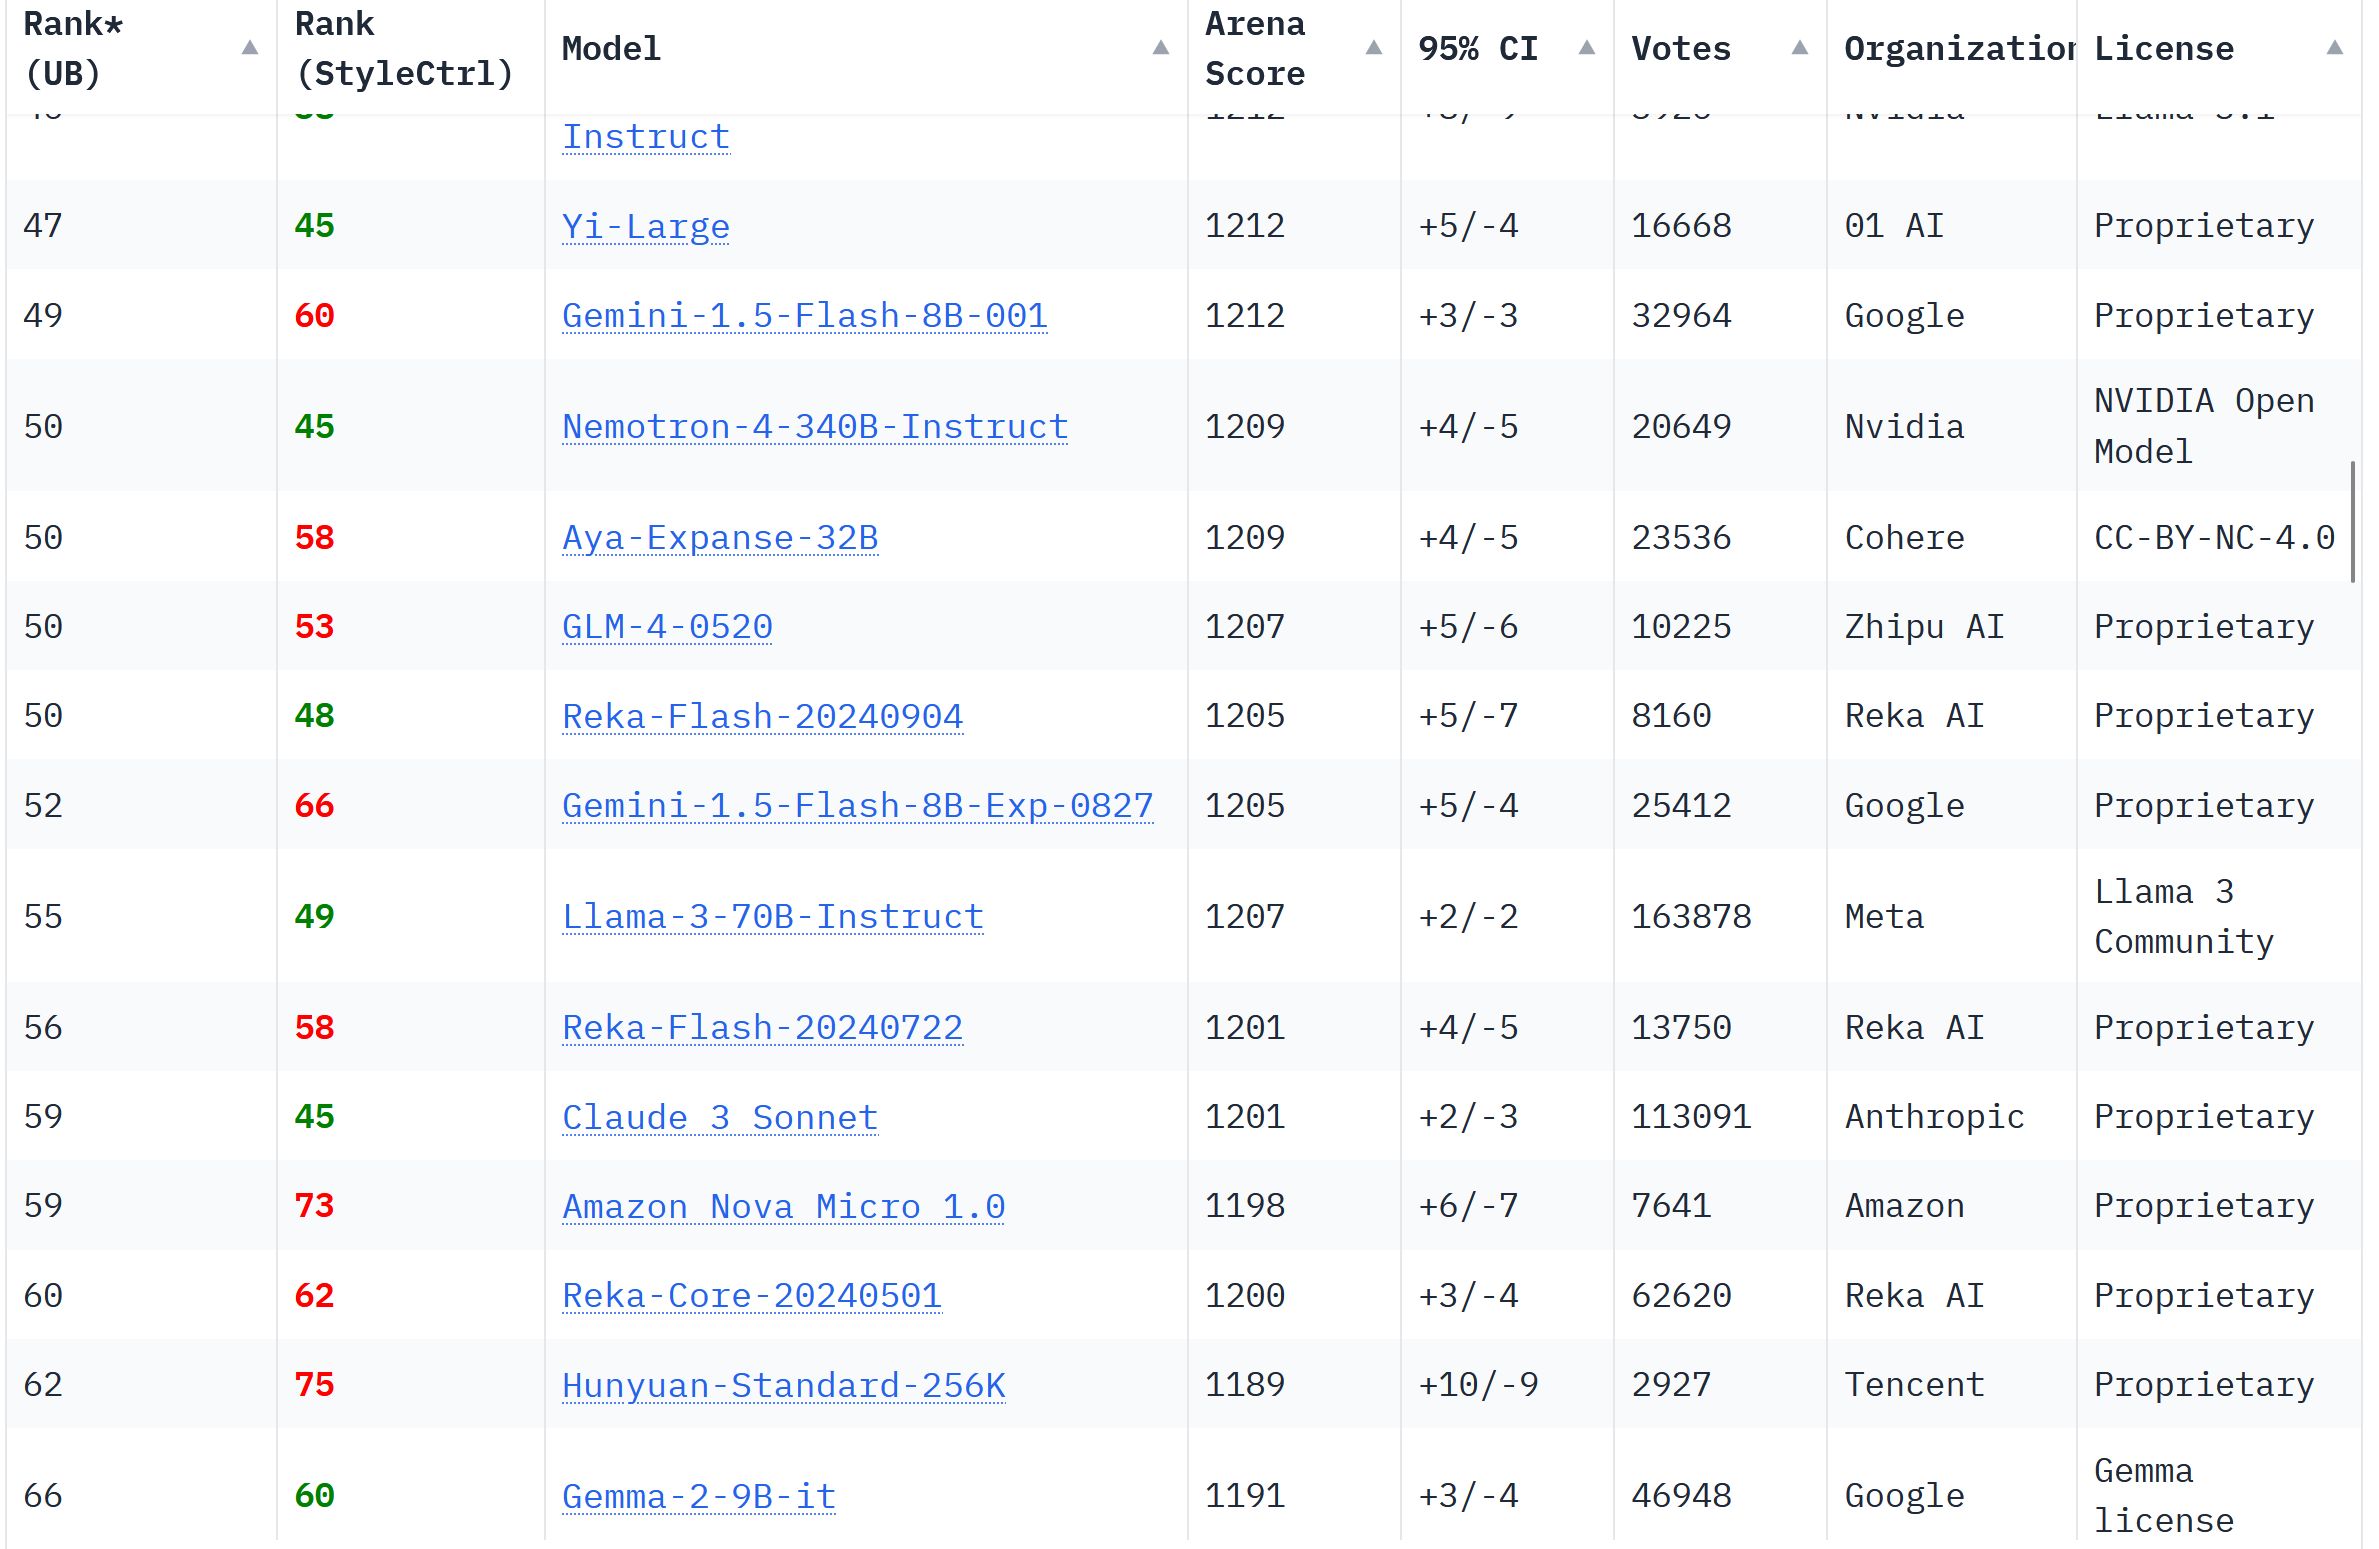 Rank* (UB) Rank (StyleCtrl) Model Arena Score 95% CI Votes Organization License
Instruct
47 45 Yi-Large 1212 +5/-4 16668 01 AI Proprietary
49 60 Gemini-1.5-Flash-8B-001 1212 +3/-3 32964 Google Proprietary
50 45 Nemotron-4-340B-Instruct 1209 +4/-5 20649 Nvidia NVIDIA Open Model
50 58 Aya-Expanse-32B 1209 +4/-5 23536 Cohere CC-BY-NC-4.0
50 53 GLM-4-0520 1207 +5/-6 10225 Zhipu AI Proprietary
50 48 Reka-Flash-20240904 1205 +5/-7 8160 Reka AI Proprietary
52 66 Gemini-1.5-Flash-8B-Exp-0827 1205 +5/-4 25412 Google Proprietary
55 49 Llama-3-70B-Instruct 1207 +2/-2 163878 Meta Llama 3 Community
56 58 Reka-Flash-20240722 1201 +4/-5 13750 Reka AI Proprietary
59 45 Claude 3 Sonnet 1201 +2/-3 113091 Anthropic Proprietary
59 73 Amazon Nova Micro 1.0 1198 +6/-7 7641 Amazon Proprietary
60 62 Reka-Core-20240501 1200 +3/-4 62620 Reka AI Proprietary
62 75 Hunyuan-Standard-256K 1189 +10/-9 2927 Tencent Proprietary
66 60 Gemma-2-9B-it 1191 +3/-4 46948 Google Gemma license